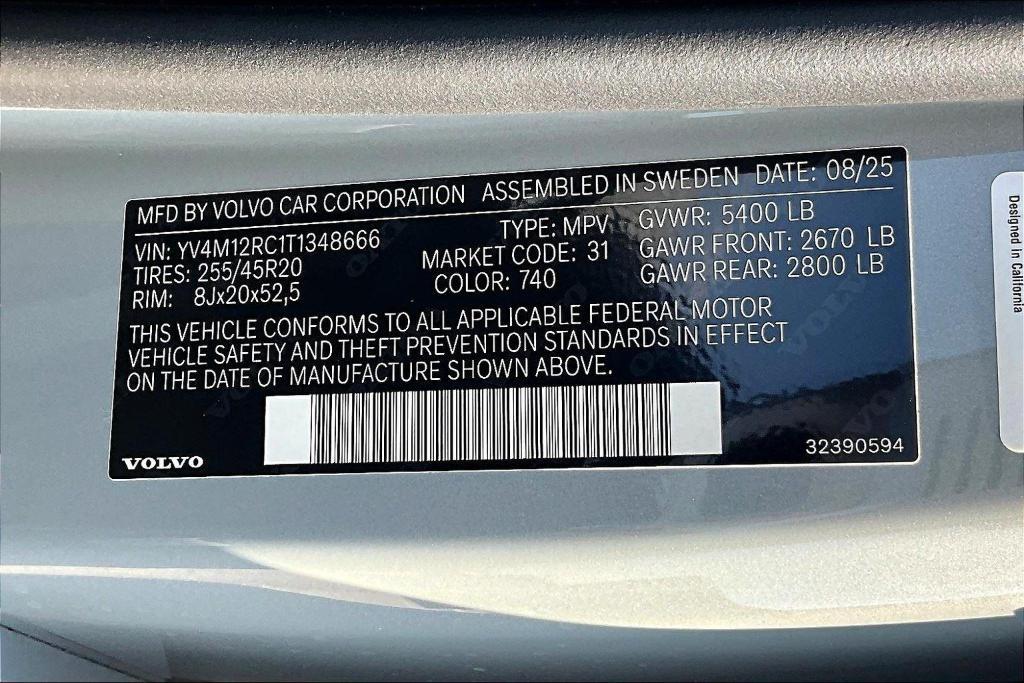 MFD BY VOLVO CAR CORPORATION ASSEMBLED IN SWEDEN DATE: 08/25
VIN: YV4M12RC1T1348666 TYPE: MPV GVWR: 5400 LB
TIRES: 255/45R20 MARKET CODE: 31 GAWR FRONT: 2670 LB
RIM: 8Jx20x52,5 COLOR: 740 GAWR REAR: 2800 LB
THIS VEHICLE CONFORMS TO ALL APPLICABLE FEDERAL MOTOR
VEHICLE SAFETY AND THEFT PREVENTION STANDARDS IN EFFECT
ON THE DATE OF MANUFACTURE SHOWN ABOVE.
VOLVO 32390594
Designed in California